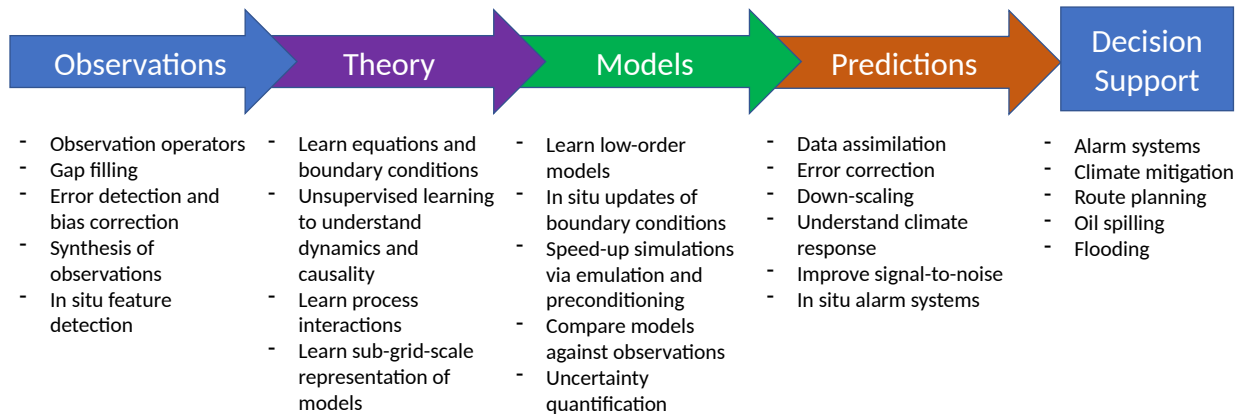 Observations
Theory
Models
Predictions
Decision
Support
- Observation operators
- Gap filling
- Error detection and
bias correction
- Synthesis of
observations
- In situ feature
detection
- Learn equations and
boundary conditions
- Unsupervised learning
to understand
dynamics and
causality
- Learn process
interactions
- Learn sub-grid-scale
representation of
models
- Learn low-order
models
- In situ updates of
boundary conditions
- Speed-up simulations
via emulation and
preconditioning
- Compare models
against observations
- Uncertainty
quantification
- Data assimilation
- Error correction
- Down-scaling
- Understand climate
response
- Improve signal-to-noise
- In situ alarm systems
- Alarm systems
- Climate mitigation
- Route planning
- Oil spilling
- Flooding